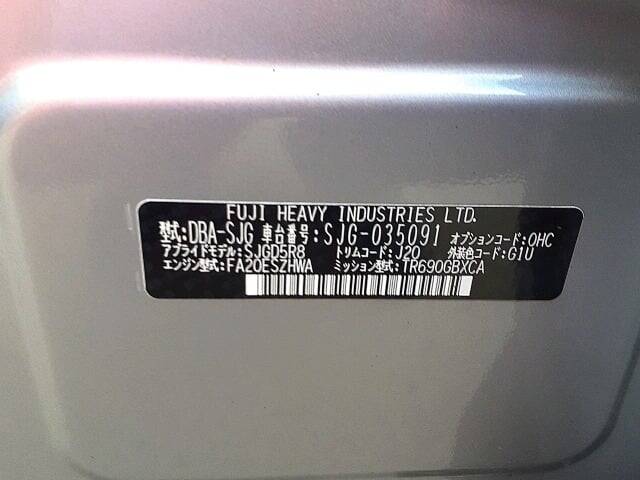 FUJI HEAVY INDUSTRIES LTD.
型式:DBA-SJG 車台番号:SJG-035091 オプションコード:OHC
アプライドモデル:SJGD5R8 トリムコード:J20 外装色コード:G1U
エンジン型式:FA20ESZHWA ミッション型式:TR690GBXCA